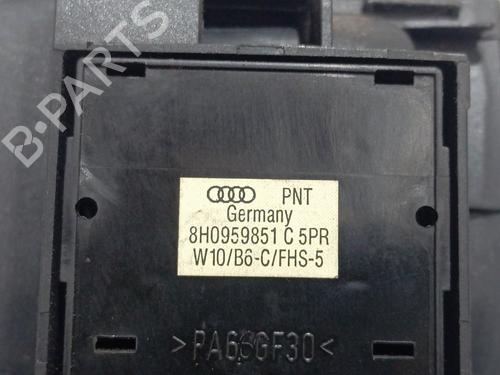 B-PARTS
PNT
Germany
8H0959851 C 5PR
W10/B6-C/FHS-5
>PA66GF30<